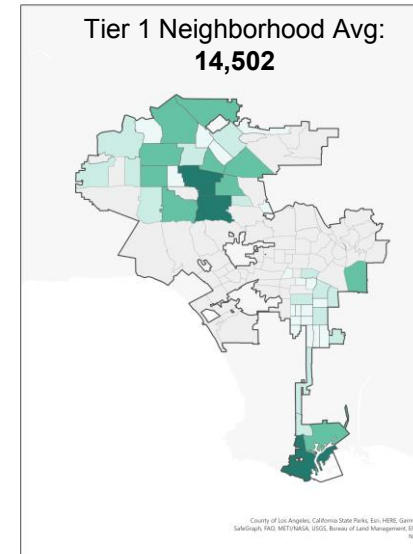 Tier 1 Neighborhood Avg:
14,502
County of Los Angeles, California State Parks, Esri, HERE,
SafeGraph, FAO, METI/NASA, USGS, Bureau of Land Management,